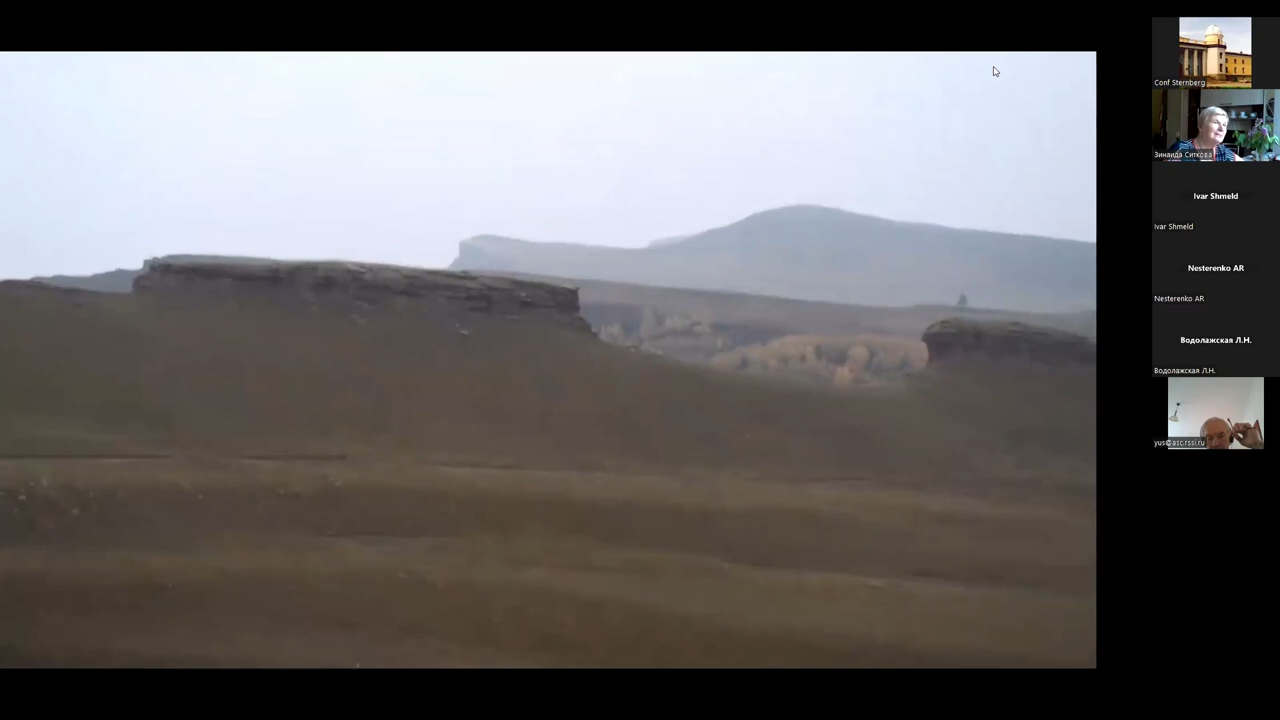 Conf Sternberg
Зинаида Ситкова
Ivar Shmeld
Ivar Shmeld
Nesterenko AR
Nesterenko AR
Водолажская Л.Н.
Водолажская Л.Н.
yus@asc.rssi.ru